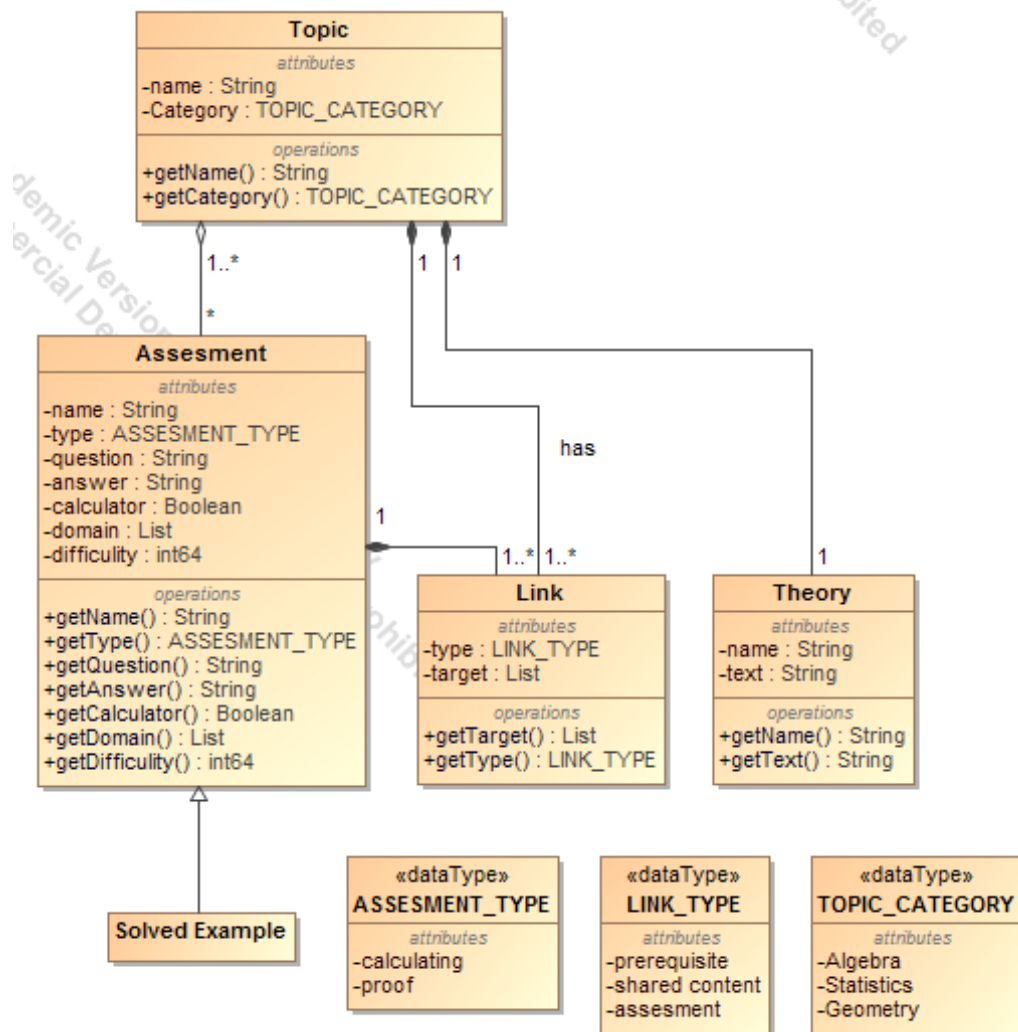 Topic
attributes
-name : String
-Category : TOPIC_CATEGORY
operations
+getName() : String
+getCategory() : TOPIC_CATEGORY
1..*
1
1
*
Assesment
attributes
-name : String
-type : ASSESMENT_TYPE
-question : String
-answer : String
-calculator : Boolean
-domain : List
-difficulity : int64
operations
+getName() : String
+getType() : ASSESMENT_TYPE
+getQuestion() : String
+getAnswer() : String
+getCalculator() : Boolean
+getDomain() : List
+getDifficulity() : int64
has
1
1..*
1..*
1
Link
attributes
-type : LINK_TYPE
-target : List
operations
+getTarget() : List
+getType() : LINK_TYPE
Theory
attributes
-name : String
-text : String
operations
+getName() : String
+getText() : String
Solved Example
«dataType»
ASSESMENT_TYPE
attributes
-calculating
-proof
«dataType»
LINK_TYPE
attributes
-prerequisite
-shared content
-assesment
«dataType»
TOPIC_CATEGORY
attributes
-Algebra
-Statistics
-Geometry